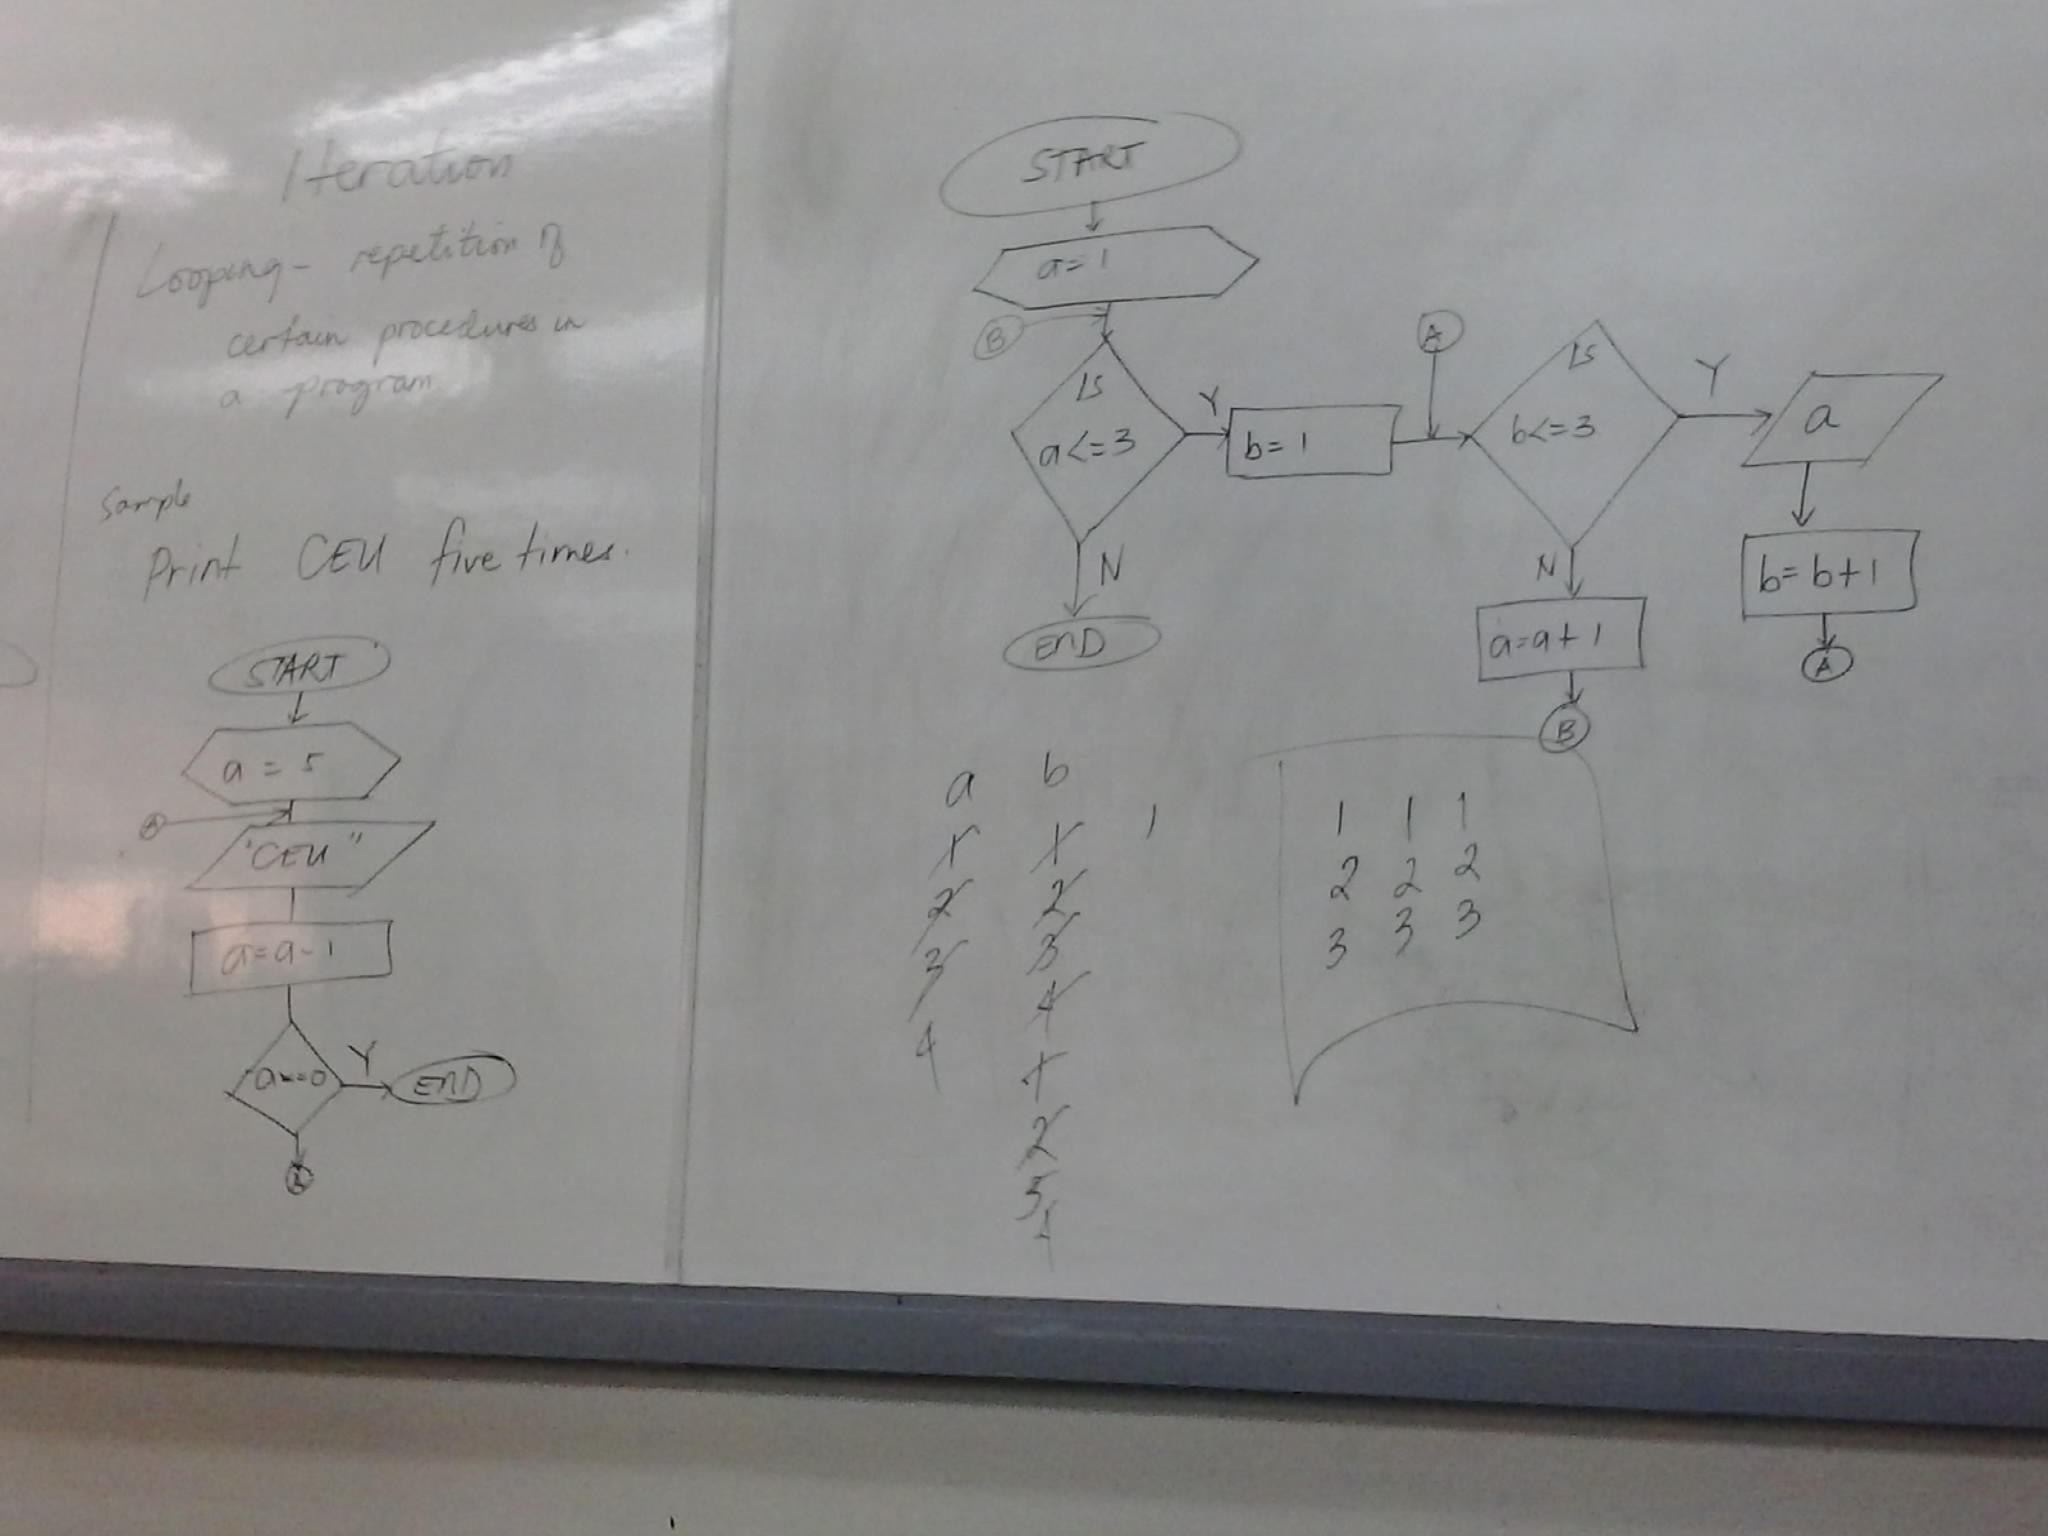 Iteration
Looping - repetition of
certain procedures in
a program
Sample
Print CEU five times.
START
a = 5
A
"CEU"
a=a-1
Y
END
START
a=1
B
Is
a<=3
Y
b=1
A
Is
b<=3
Y
a
b=b+1
A
N
a=a+1
B
N
END
a b
1 1 1
2 2
3 3
4 4
1
2
3
1 1 1
2 2 2
3 3 3